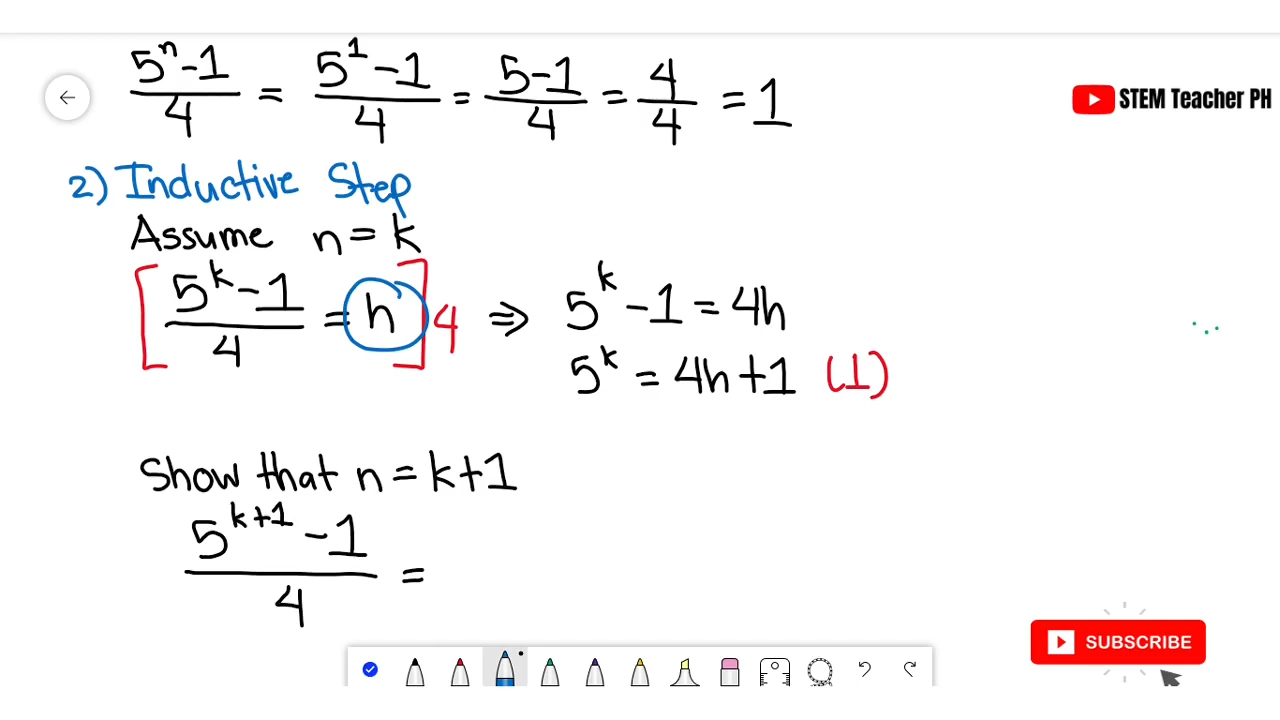 (5^n - 1)/4 = (5^1 - 1)/4 = (5-1)/4 = 4/4 = 1
STEM Teacher PH
2) Inductive Step
Assume n = k
[(5^k - 1)/4 = h]4 ⇒ 5^k - 1 = 4h
5^k = 4h + 1 (1)
Show that n = k+1
(5^(k+1) - 1)/4 =
SUBSCRIBE